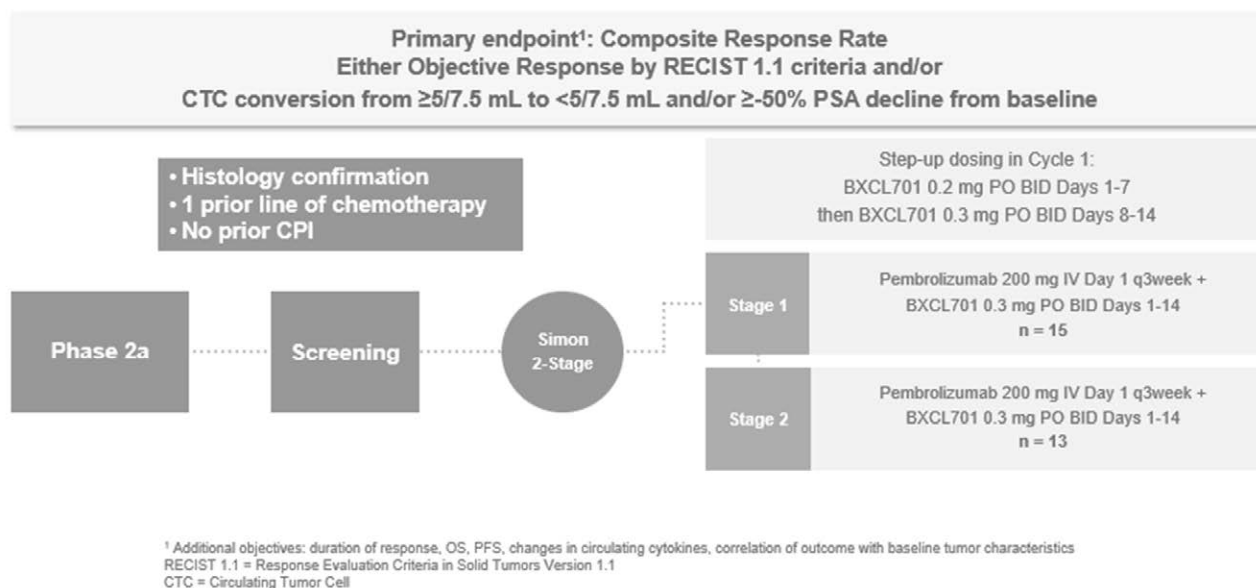 Primary endpoint¹: Composite Response Rate
Either Objective Response by RECIST 1.1 criteria and/or
CTC conversion from ≥5/7.5 mL to <5/7.5 mL and/or ≥-50% PSA decline from baseline
• Histology confirmation
• 1 prior line of chemotherapy
• No prior CPI
Step-up dosing in Cycle 1:
BXCL701 0.2 mg PO BID Days 1-7
then BXCL701 0.3 mg PO BID Days 8-14
Phase 2a
Screening
Simon
2-Stage
Stage 1
Pembrolizumab 200 mg IV Day 1 q3week +
BXCL701 0.3 mg PO BID Days 1-14
n = 15
Stage 2
Pembrolizumab 200 mg IV Day 1 q3week +
BXCL701 0.3 mg PO BID Days 1-14
n = 13
¹ Additional objectives: duration of response, OS, PFS, changes in circulating cytokines, correlation of outcome with baseline tumor characteristics
RECIST 1.1 = Response Evaluation Criteria in Solid Tumors Version 1.1
CTC = Circulating Tumor Cell